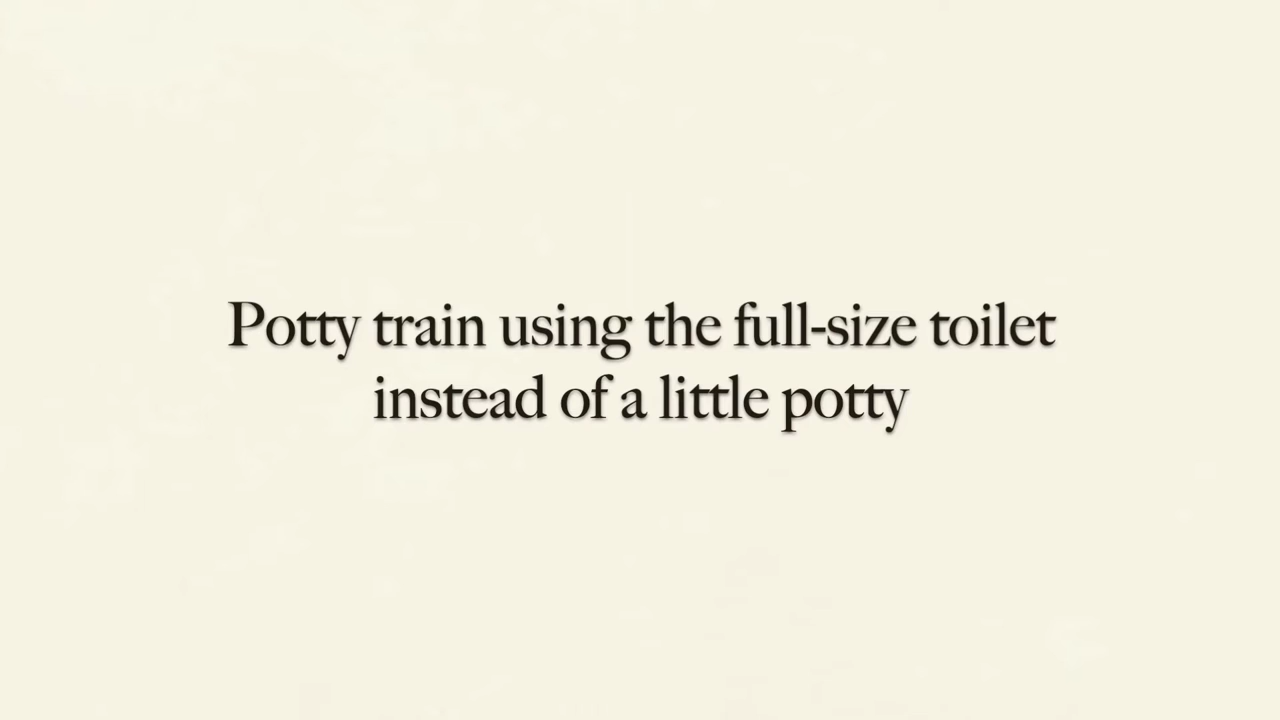 Potty train using the full-size toilet
instead of a little potty